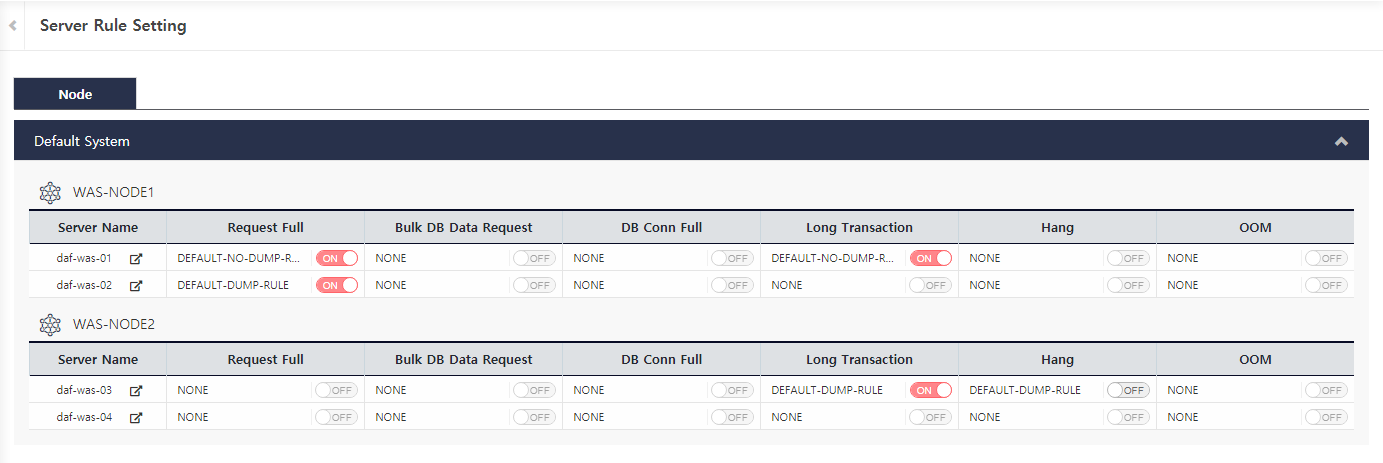 Server Rule Setting
Node
Default System
WAS-NODE1
Server Name Request Full Bulk DB Data Request DB Conn Full Long Transaction Hang OOM
daf-was-01 DEFAULT-NO-DUMP-R... ON NONE OFF NONE OFF DEFAULT-NO-DUMP-R... ON NONE OFF NONE OFF
daf-was-02 DEFAULT-DUMP-RULE ON NONE OFF NONE OFF NONE OFF NONE OFF NONE OFF
WAS-NODE2
Server Name Request Full Bulk DB Data Request DB Conn Full Long Transaction Hang OOM
daf-was-03 NONE OFF NONE OFF NONE OFF DEFAULT-DUMP-RULE ON DEFAULT-DUMP-RULE OFF NONE OFF
daf-was-04 NONE OFF NONE OFF NONE OFF NONE OFF NONE OFF NONE OFF